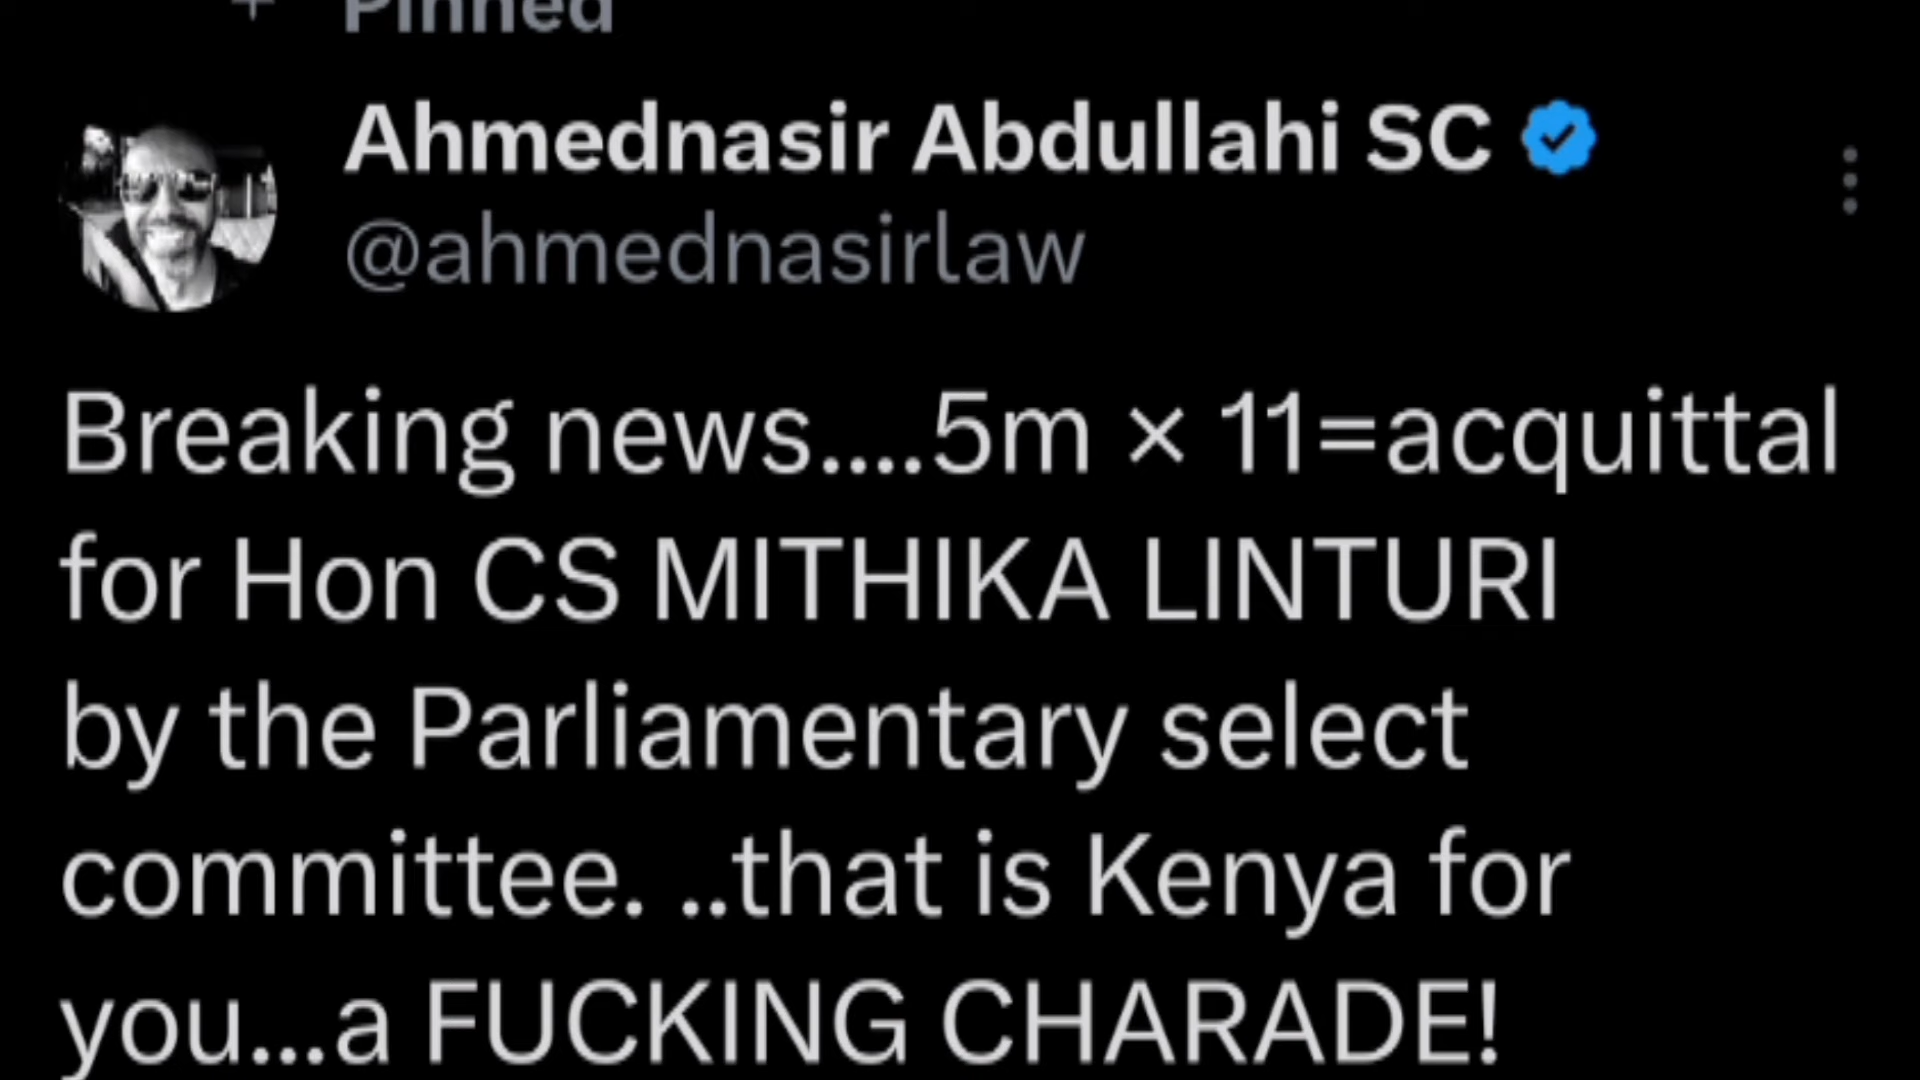 Pinned
Ahmednasir Abdullahi SC
@ahmednasirlaw
Breaking news....5m × 11=acquittal
for Hon CS MITHIKA LINTURI
by the Parliamentary select
committee. ..that is Kenya for
you...a FUCKING CHARADE!